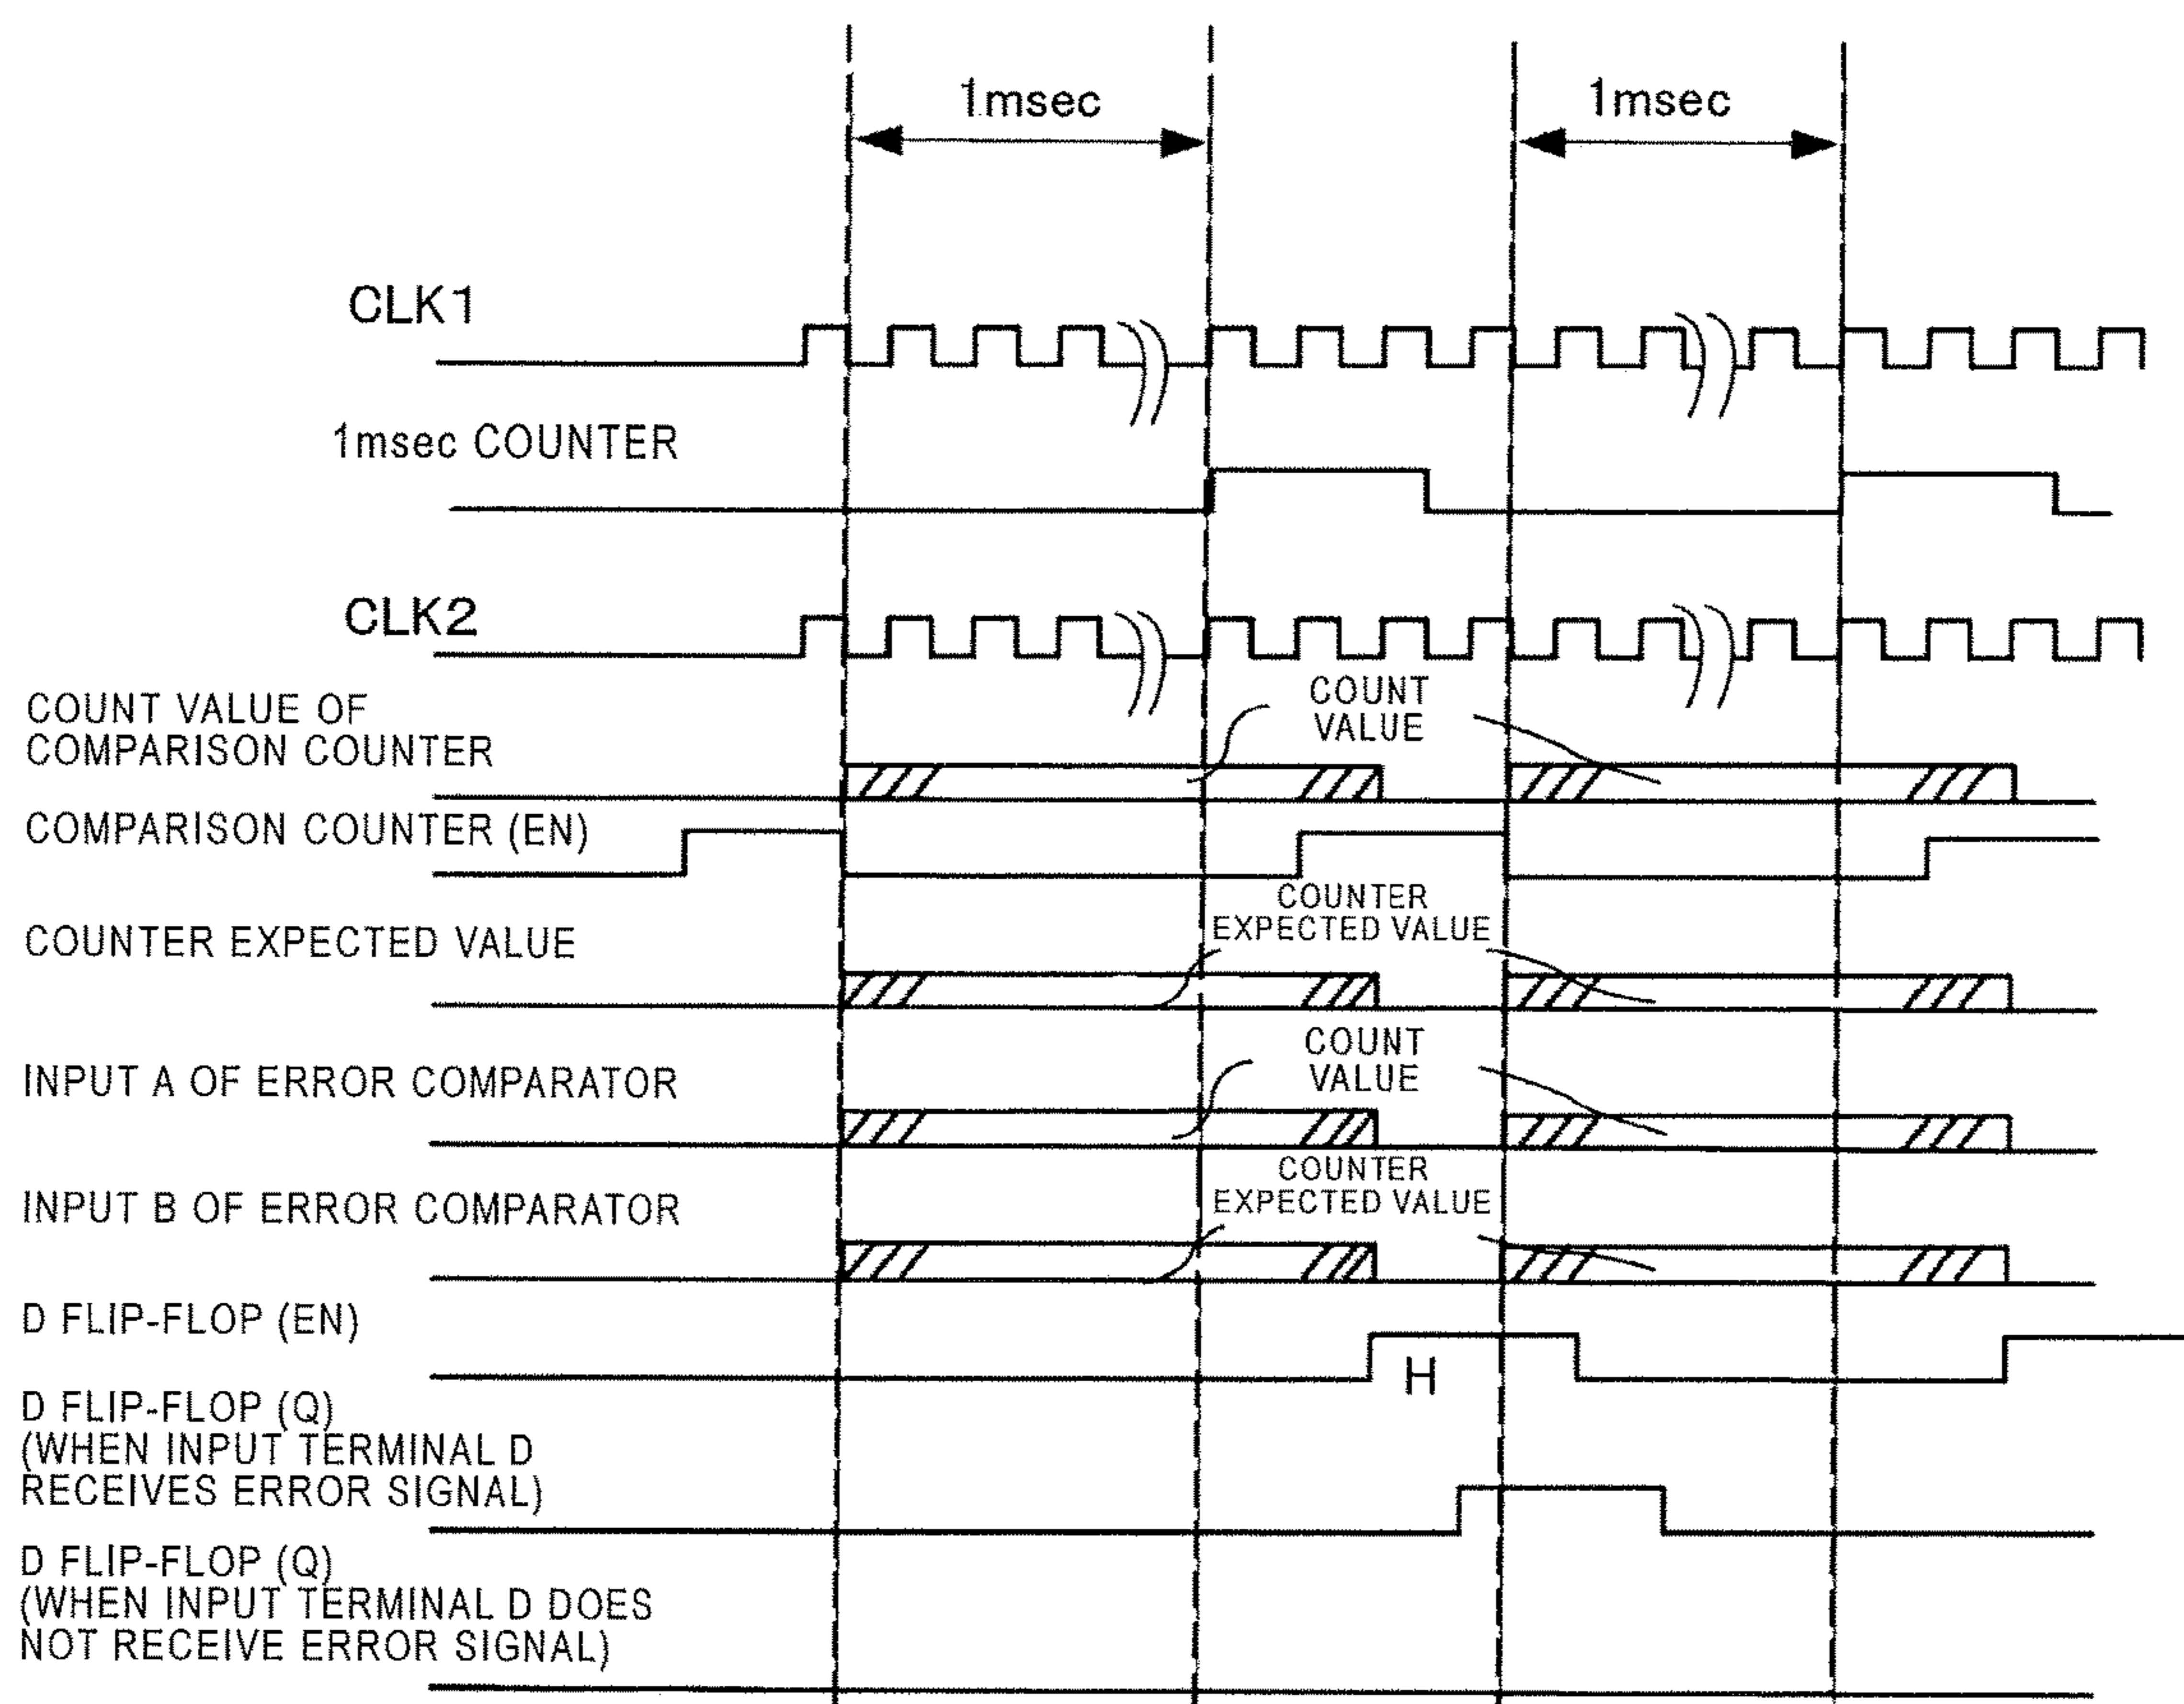 1msec
1msec
CLK1
1msec COUNTER
CLK2
COUNT VALUE OF
COMPARISON COUNTER
COUNT
VALUE
COMPARISON COUNTER (EN)
COUNTER EXPECTED VALUE
COUNTER
EXPECTED VALUE
INPUT A OF ERROR COMPARATOR
COUNT
VALUE
INPUT B OF ERROR COMPARATOR
COUNTER
EXPECTED VALUE
D FLIP-FLOP (EN)
H
D FLIP-FLOP (Q)
(WHEN INPUT TERMINAL D
RECEIVES ERROR SIGNAL)
D FLIP-FLOP (Q)
(WHEN INPUT TERMINAL D DOES
NOT RECEIVE ERROR SIGNAL)